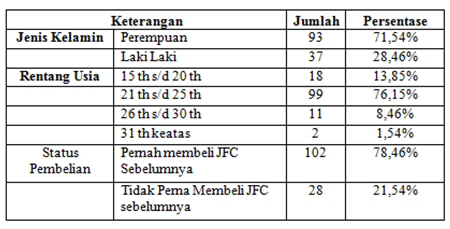 Keterangan Jumlah Persentase
Jenis Kelamin Perempuan 93 71,54%
Laki Laki 37 28,46%
Rentang Usia 15 th s/d 20 th 18 13,85%
21 th s/d 25 th 99 76,15%
26 th s/d 30 th 11 8,46%
31 th keatas 2 1,54%
Status Pernah membeli JFC 102 78,46%
Pembelian Sebelumnya
Tidak Perna Membeli JFC 28 21,54%
sebelumnya